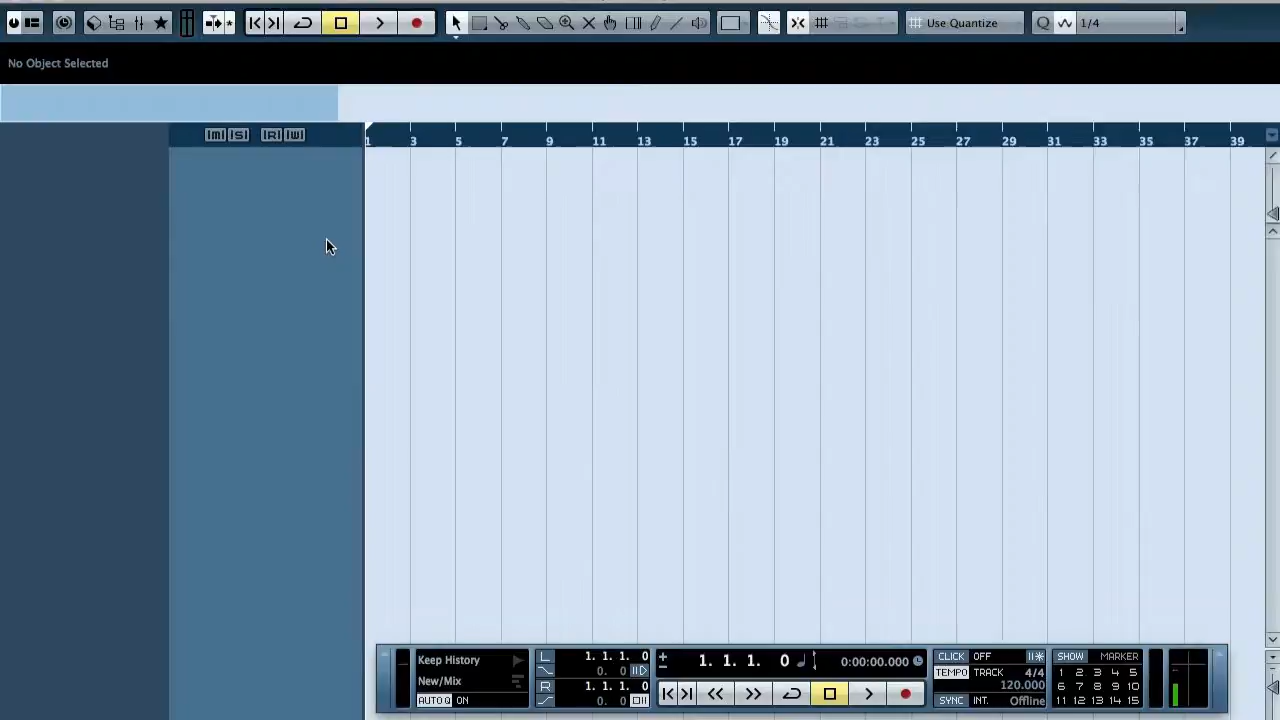 Use Quantize
Q
1/4
No Object Selected
M S R W
1 3 5 7 9 11 13 15 17 19 21 23 25 27 29 31 33 35 37 39
Keep History
New/Mix
AUTO Q ON
L 1. 1. 1. 0
0. 0
R 1. 1. 1. 0
0. 0
1. 1. 1. 0
0:00:00.000
CLICK OFF
TEMPO TRACK 4/4
120.000
SYNC INT. Offline
SHOW MARKER
1 2 3 4 5
6 7 8 9 10
11 12 13 14 15